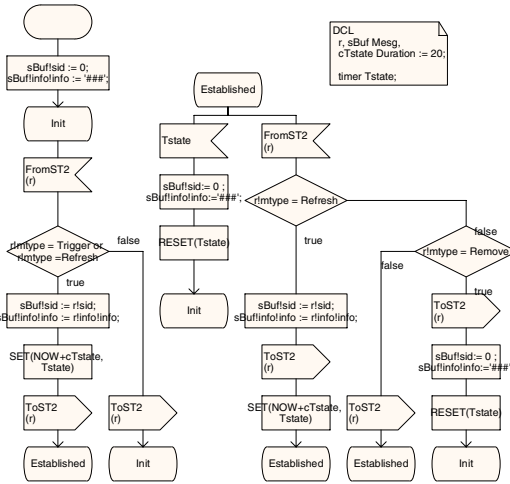 DCL
r, sBuf Mesg,
cTstate Duration := 20;
timer Tstate;
sBuf!sid := 0;
sBuf!info!info := '###';
Init
FromST2
(r)
r!mtype = Trigger or
r!mtype =Refresh
false
true
sBuf!sid := r!sid;
sBuf!info!info := r!info!info;
SET(NOW+cTstate,
Tstate)
ToST2
(r)
Established
ToST2
(r)
Init
Established
Tstate
sBuf!sid:= 0 ;
sBuf!info!info:='###';
RESET(Tstate)
Init
FromST2
(r)
r!mtype = Refresh
true
sBuf!sid := r!sid;
sBuf!info!info := r!info!info;
ToST2
(r)
SET(NOW+cTstate,
Tstate)
Established
false
r!mtype = Remove
false
ToST2
(r)
Established
true
ToST2
(r)
sBuf!sid:= 0 ;
sBuf!info!info:='###'
RESET(Tstate)
Init